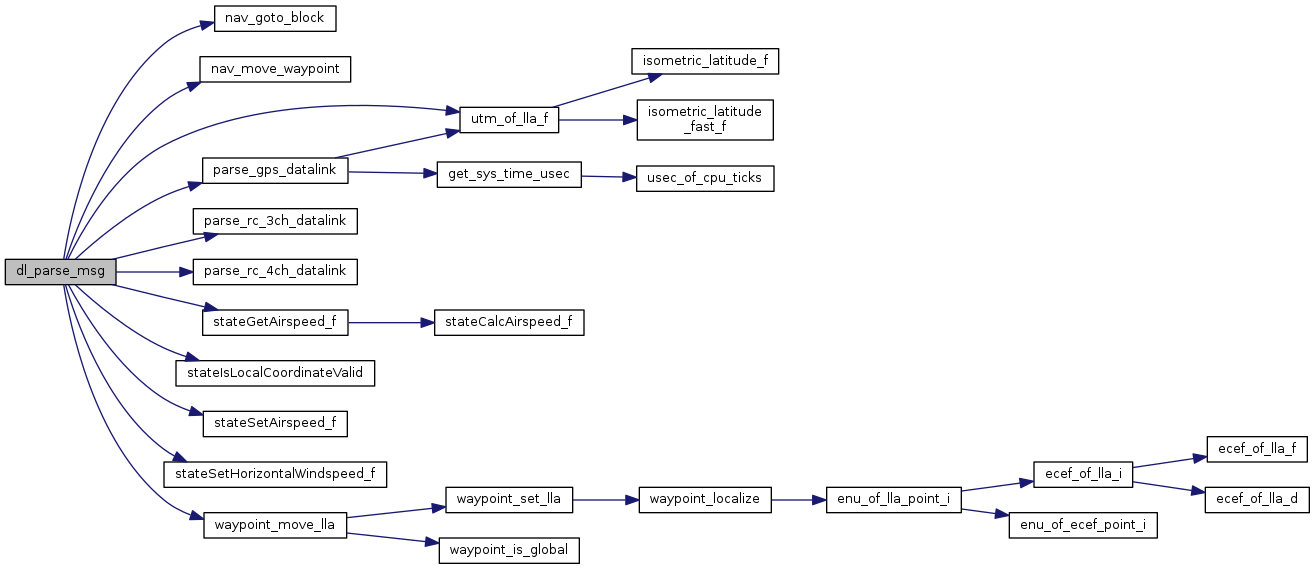 nav_goto_block
nav_move_waypoint
isometric_latitude_f
utm_of_lla_f
isometric_latitude
_fast_f
parse_gps_datalink
get_sys_time_usec
usec_of_cpu_ticks
parse_rc_3ch_datalink
dl_parse_msg
parse_rc_4ch_datalink
stateGetAirspeed_f
stateCalcAirspeed_f
stateIsLocalCoordinateValid
stateSetAirspeed_f
stateSetHorizontalWindspeed_f
waypoint_move_lla
waypoint_set_lla
waypoint_is_global
waypoint_localize
enu_of_lla_point_i
ecef_of_lla_i
enu_of_ecef_point_i
ecef_of_lla_f
ecef_of_lla_d